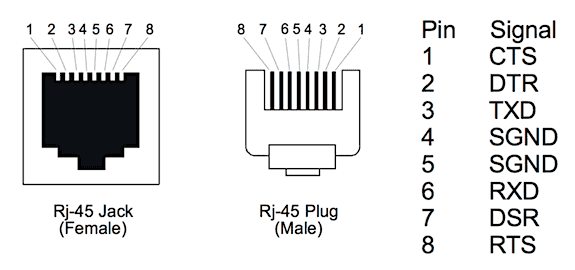 1 2 3 4 5 6 7 8
8 7 6 5 4 3 2 1
Rj-45 Jack
(Female)
Rj-45 Plug
(Male)
Pin Signal
1 CTS
2 DTR
3 TXD
4 SGND
5 SGND
6 RXD
7 DSR
8 RTS